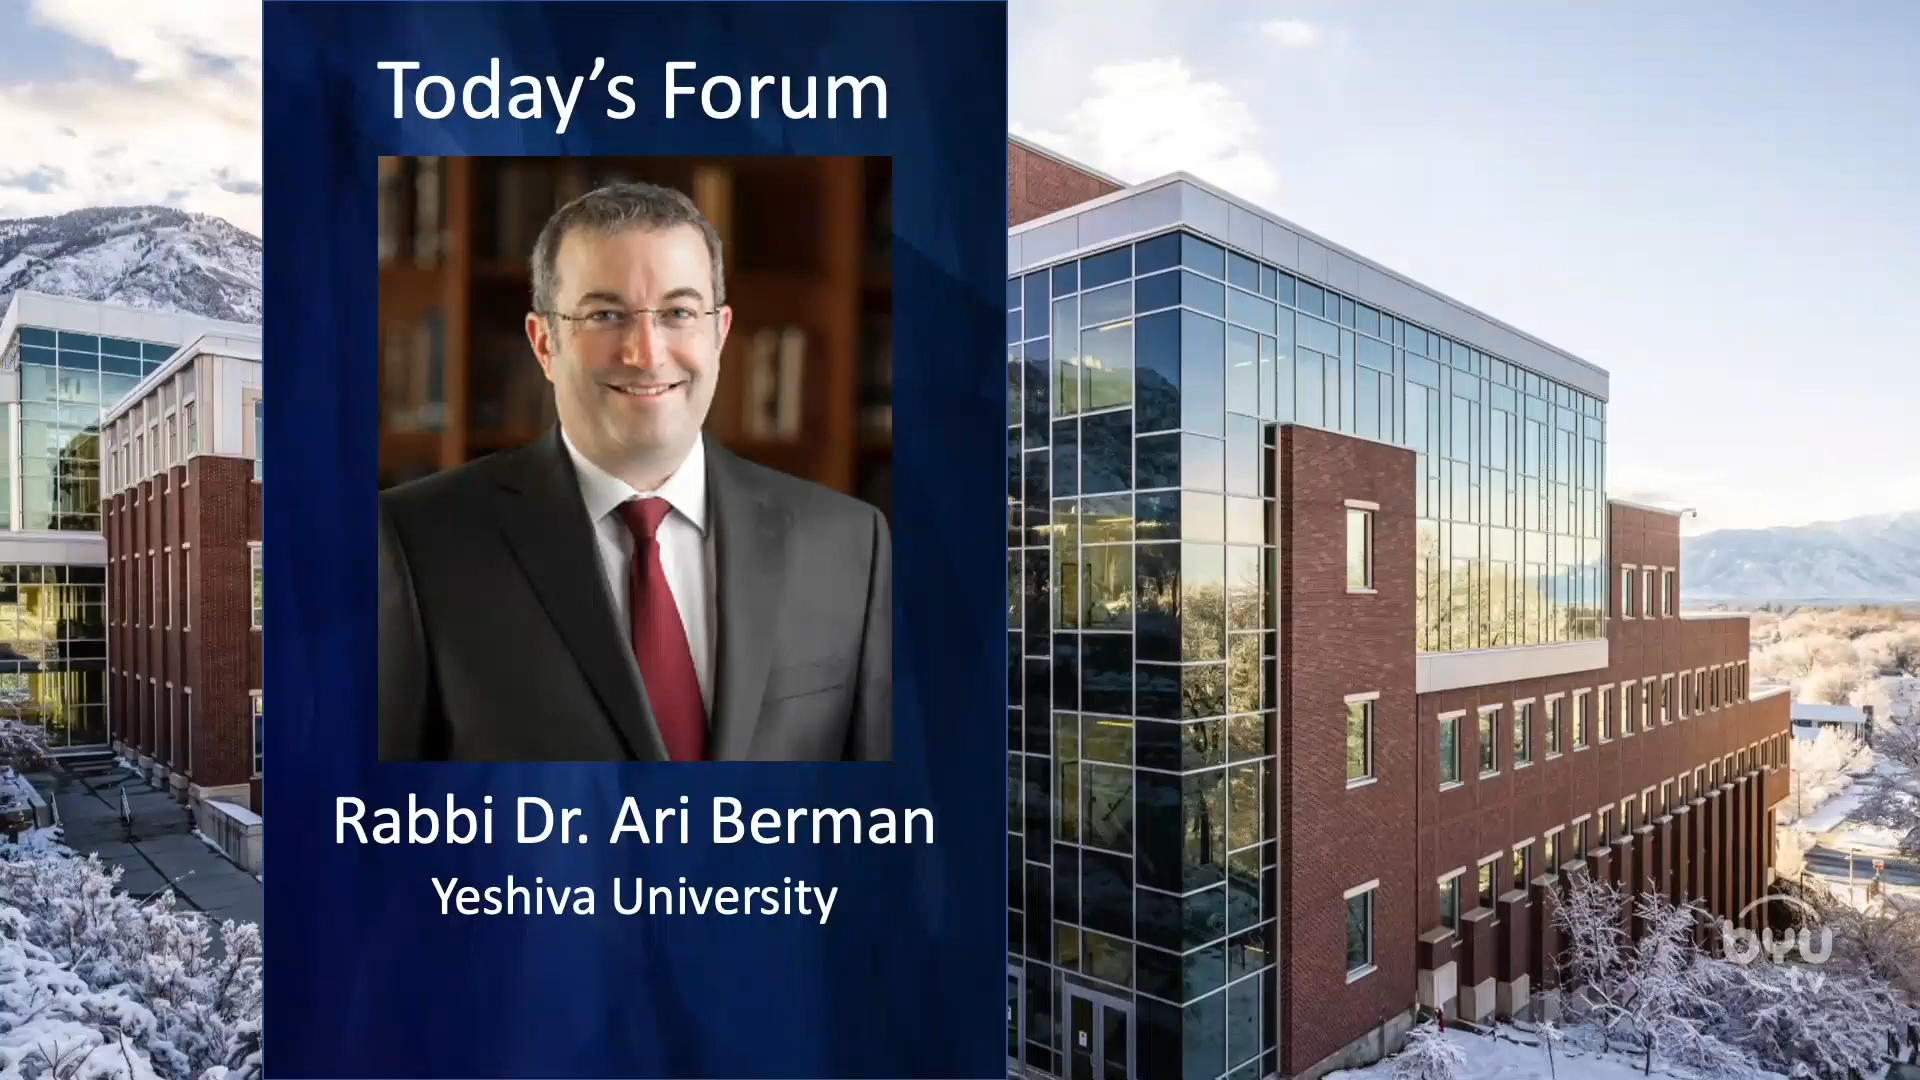 Today’s Forum
Rabbi Dr. Ari Berman
Yeshiva University
byu
tv